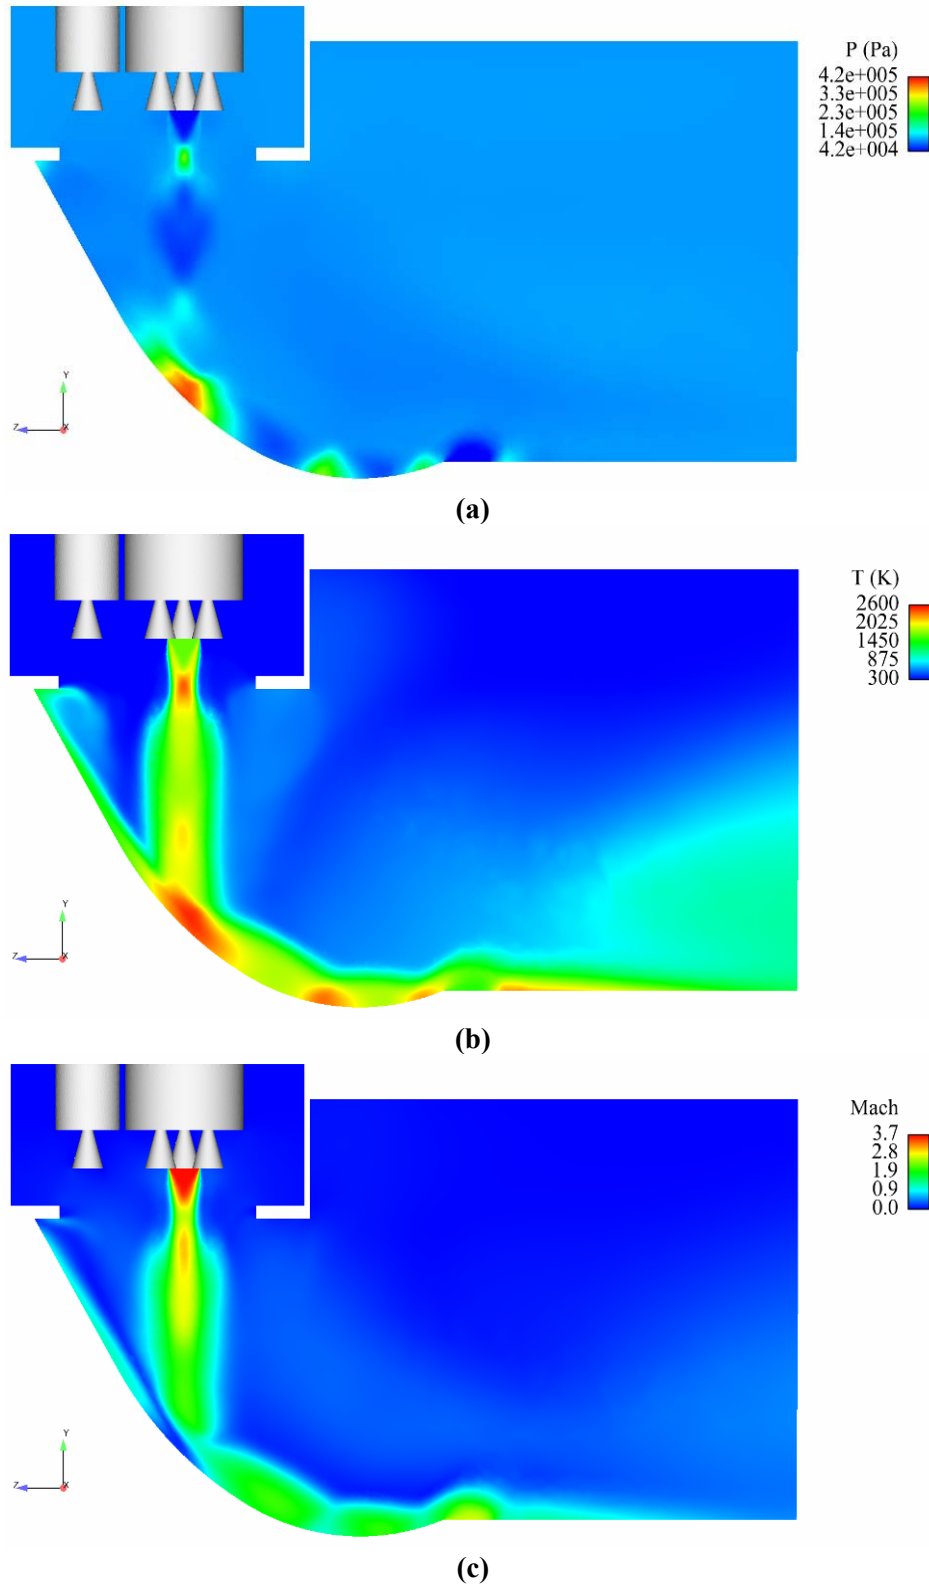 P (Pa)
4.2e+005
3.3e+005
2.3e+005
1.4e+005
4.2e+004
Y
Z
X
(a)
T (K)
2600
2025
1450
875
300
Y
Z
X
(b)
Mach
3.7
2.8
1.9
0.9
0.0
Y
Z
X
(c)